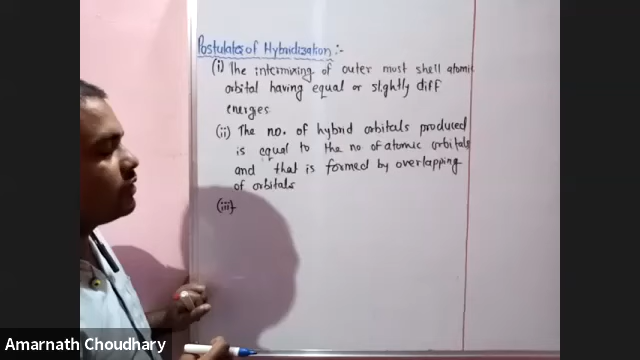 Postulates of Hybridization :-
(i) The intermixing of outer must shell atomic
orbital having equal or slightly diff
energies
(ii) The no. of hybrid orbitals produced
is equal to the no of atomic orbitals
and that is formed by overlapping
of orbitals
(iii)
Amarnath Choudhary